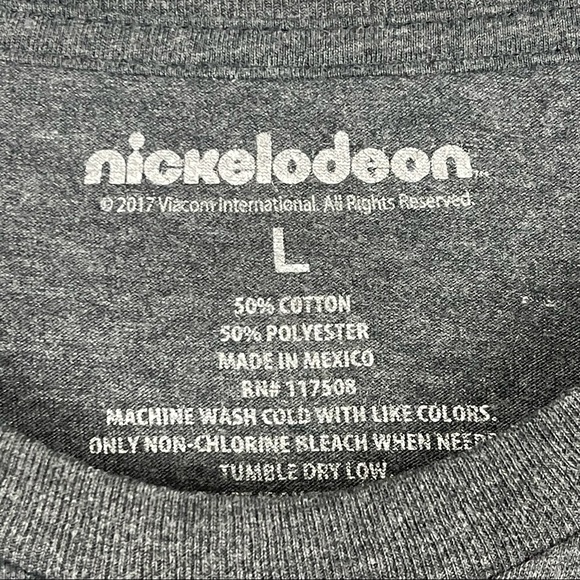 nickelodeon™
© 2017 Viacom International. All Rights Reserved.
L
50% COTTON
50% POLYESTER
MADE IN MEXICO
RN# 117508
MACHINE WASH COLD WITH LIKE COLORS.
ONLY NON-CHLORINE BLEACH WHEN
TUMBLE DRY LOW